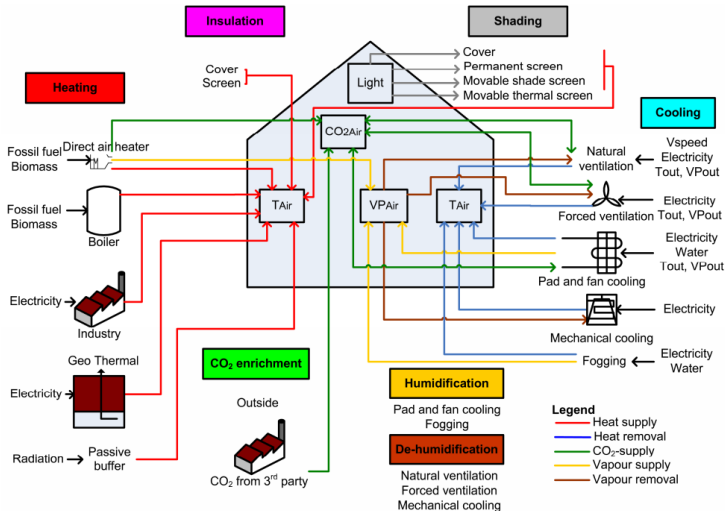 Insulation
Shading
Heating
Cover
Screen
Light
Cover
Permanent screen
Movable shade screen
Movable thermal screen
Cooling
CO2Air
Direct air heater
Fossil fuel
Biomass
Natural
ventilation
Vspeed
Electricity
Tout, VPout
Fossil fuel
Biomass
Boiler
TAir
VPAir
TAir
Forced ventilation
Electricity
Tout, VPout
Electricity
Water
Tout, VPout
Pad and fan cooling
Electricity
Industry
Electricity
Mechanical cooling
Geo Thermal
CO2 enrichment
Fogging
Electricity
Water
Electricity
Humidification
Pad and fan cooling
Fogging
Outside
Radiation
Passive
buffer
CO2 from 3rd party
De-humidification
Natural ventilation
Forced ventilation
Mechanical cooling
Legend
Heat supply
Heat removal
CO2-supply
Vapour supply
Vapour removal